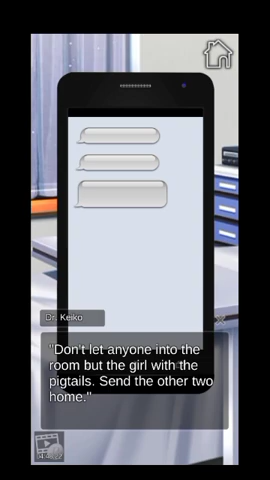 Dr. Keiko
"Don't let anyone into the
room but the girl with the
pigtails. Send the other two
home."